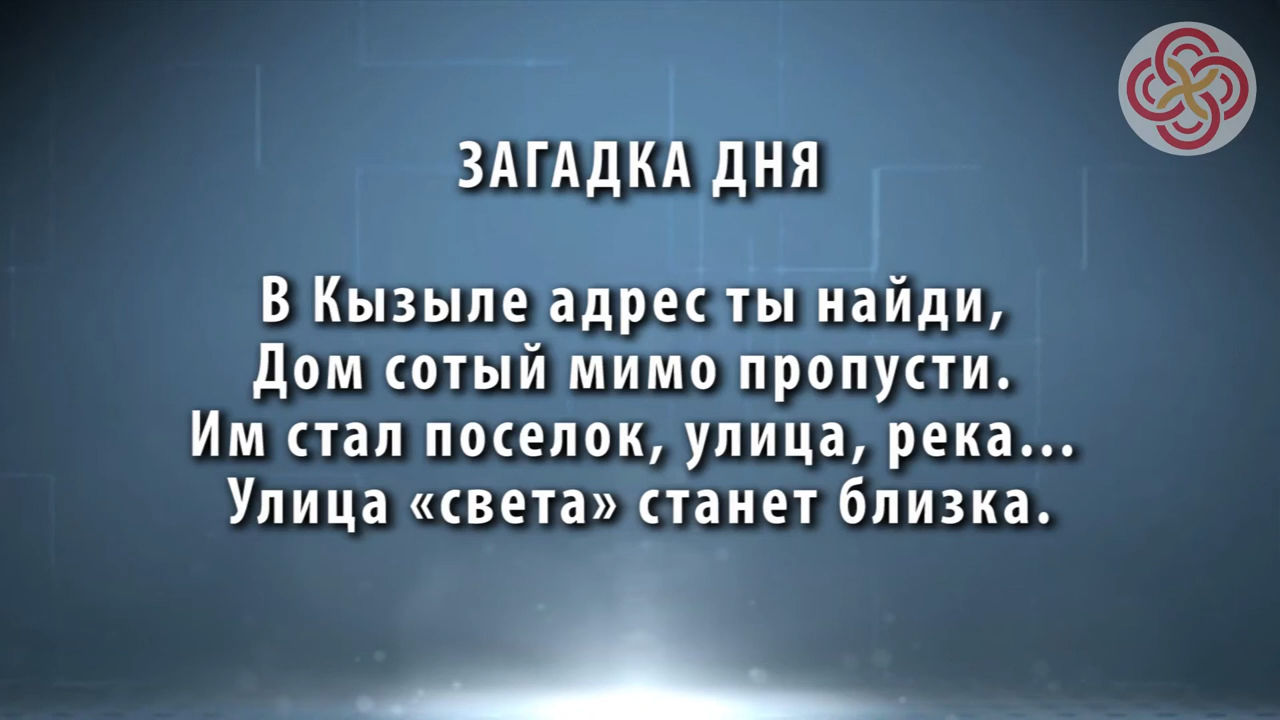 ЗАГАДКА ДНЯ
В Кызыле адрес ты найди,
Дом сотый мимо пропусти.
Им стал поселок, улица, река...
Улица «света» станет близка.